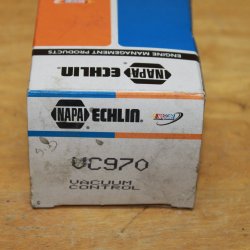 ENGINE MANAGEMENT PRODUCTS
NAPA ECHLIN
NAPA ECHLIN
VC970
VACUUM
CONTROL